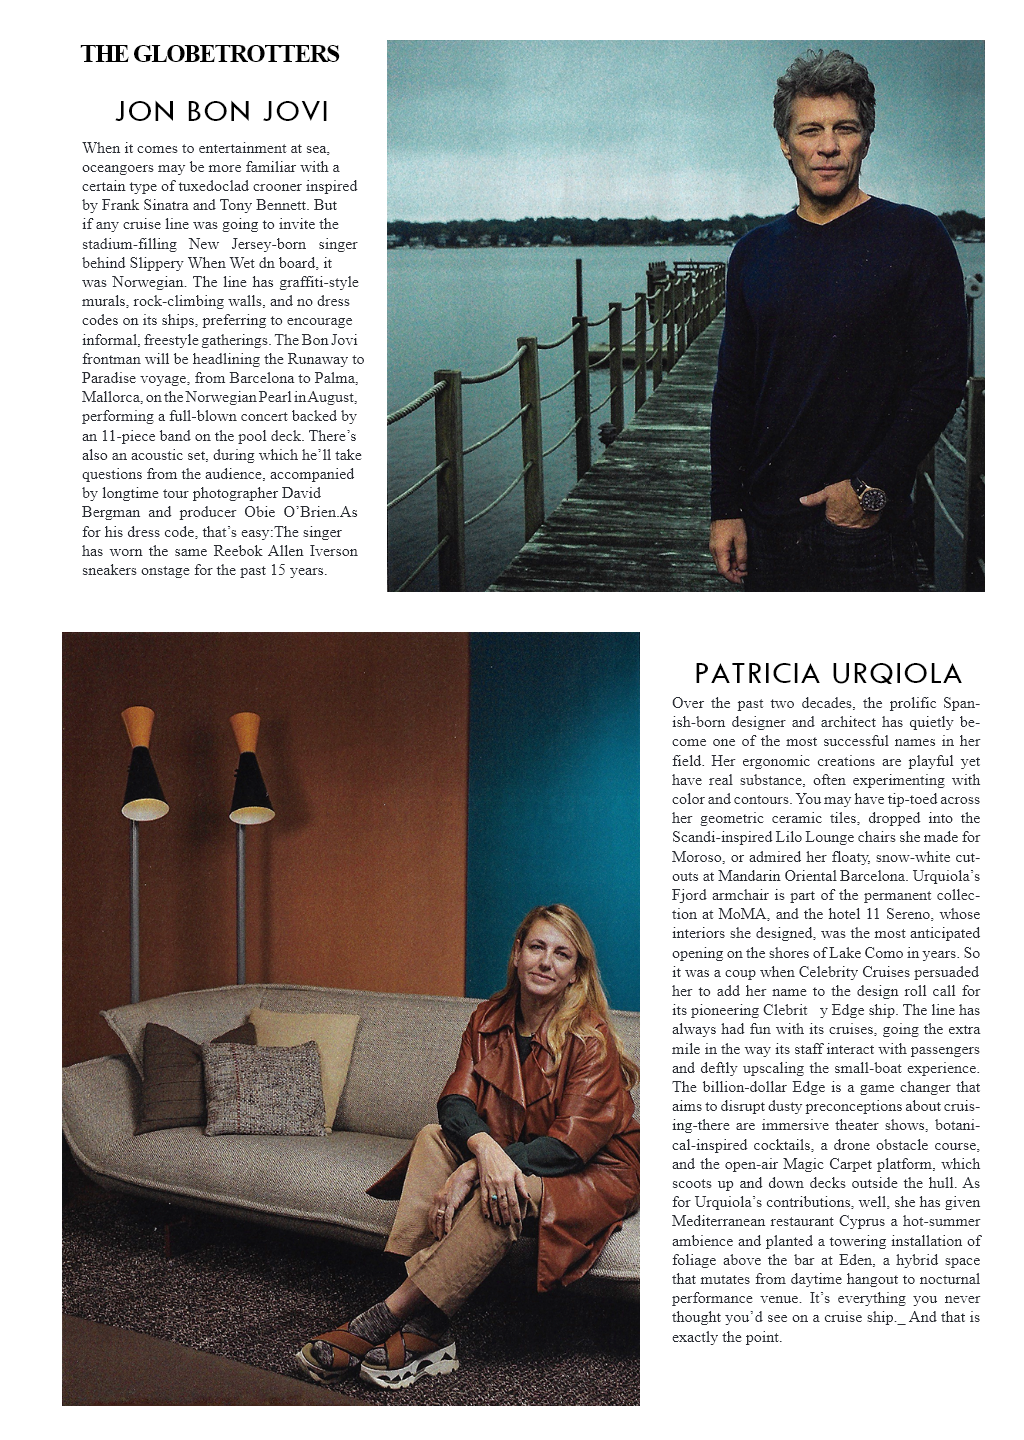 THE GLOBETROTTERS
JON BON JOVI
When it comes to entertainment at sea,
oceangoers may be more familiar with a
certain type of tuxedoclad crooner inspired
by Frank Sinatra and Tony Bennett. But
if any cruise line was going to invite the
stadium-filling New Jersey-born singer
behind Slippery When Wet dn board, it
was Norwegian. The line has graffiti-style
murals, rock-climbing walls, and no dress
codes on its ships, preferring to encourage
informal, freestyle gatherings. The Bon Jovi
frontman will be headlining the Runaway to
Paradise voyage, from Barcelona to Palma,
Mallorca, on the Norwegian Pearl in August,
performing a full-blown concert backed by
an 11-piece band on the pool deck. There's
also an acoustic set, during which he'll take
questions from the audience, accompanied
by longtime tour photographer David
Bergman and producer Obie O'Brien.As
for his dress code, that's easy:The singer
has worn the same Reebok Allen Iverson
sneakers onstage for the past 15 years.
PATRICIA URQIOLA
Over the past two decades, the prolific Span-
ish-born designer and architect has quietly be-
come one of the most successful names in her
field. Her ergonomic creations are playful yet
have real substance, often experimenting with
color and contours. You may have tip-toed across
her geometric ceramic tiles, dropped into the
Scandi-inspired Lilo Lounge chairs she made for
Moroso, or admired her floaty, snow-white cut-
outs at Mandarin Oriental Barcelona. Urquiola's
Fjord armchair is part of the permanent collec-
tion at MoMA, and the hotel 11 Sereno, whose
interiors she designed, was the most anticipated
opening on the shores of Lake Como in years. So
it was a coup when Celebrity Cruises persuaded
her to add her name to the design roll call for
its pioneering Clebrit y Edge ship. The line has
always had fun with its cruises, going the extra
mile in the way its staff interact with passengers
and deftly upscaling the small-boat experience.
The billion-dollar Edge is a game changer that
aims to disrupt dusty preconceptions about cruis-
ing-there are immersive theater shows, botani-
cal-inspired cocktails, a drone obstacle course,
and the open-air Magic Carpet platform, which
scoots up and down decks outside the hull. As
for Urquiola's contributions, well, she has given
Mediterranean restaurant Cyprus a hot-summer
ambience and planted a towering installation of
foliage above the bar at Eden, a hybrid space
that mutates from daytime hangout to nocturnal
performance venue. It's everything you never
thought you'd see on a cruise ship._ And that is
exactly the point.